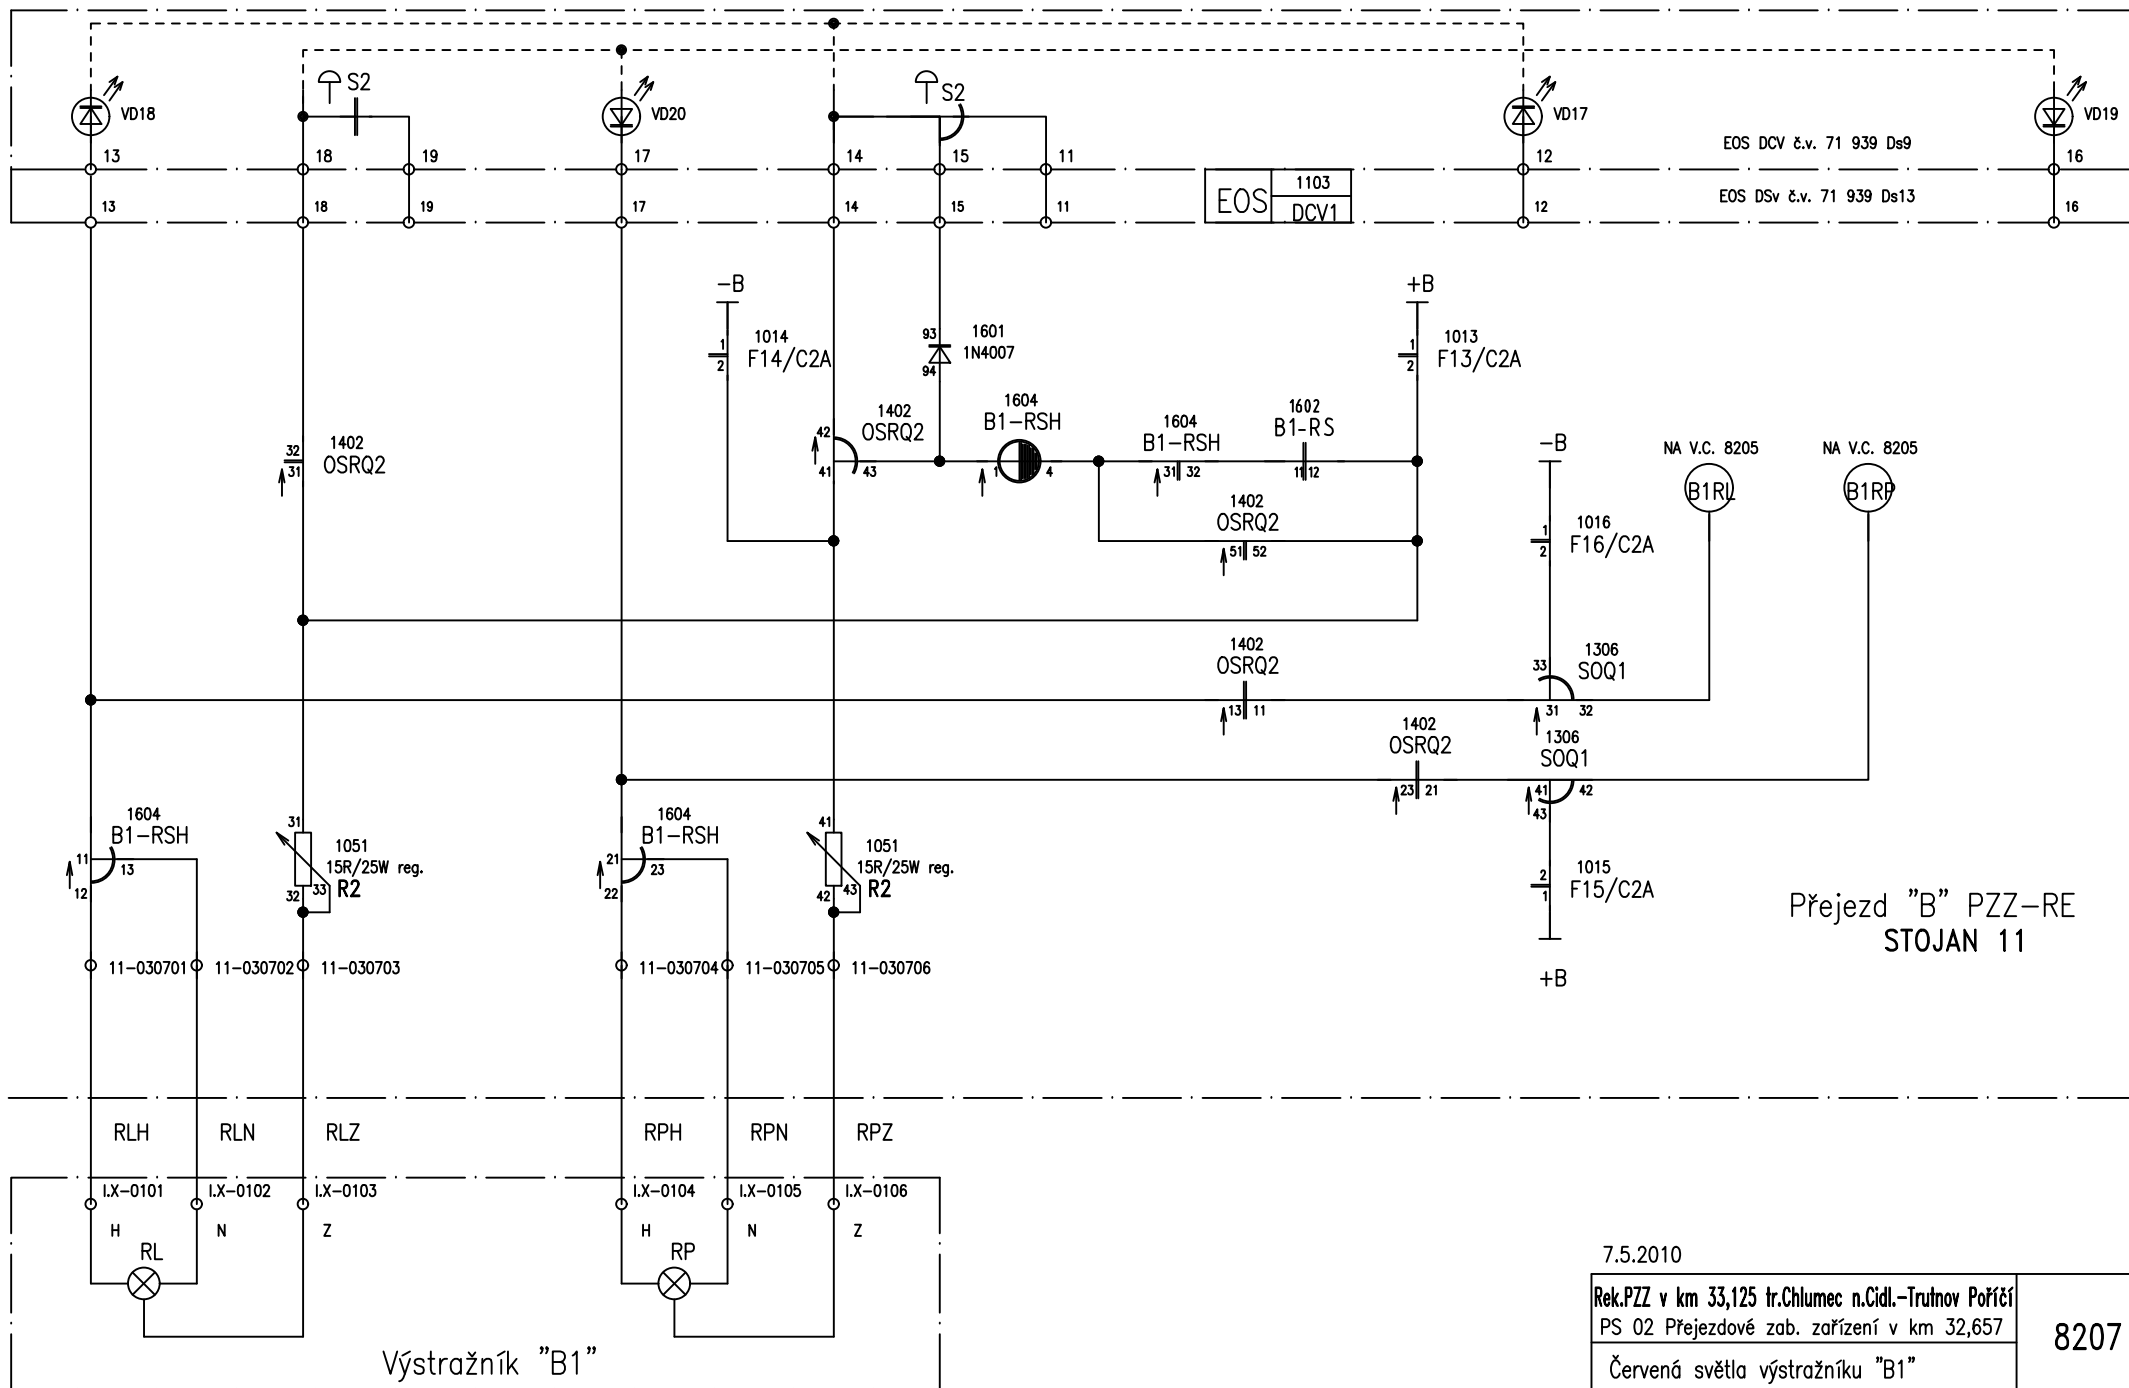 S2
S2
VD18
VD20
VD17
VD19
EOS DCV č.v. 71 939 Ds9
13
18
19
17
14
15
11
12
16
EOS
1103
DCV1
EOS DSv č.v. 71 939 Ds13
13
18
19
17
14
15
11
12
16
-B
+B
1
2
1014
F14/C2A
93
94
1601
1N4007
1
2
1013
F13/C2A
32
31
1402
OSRQ2
42
41
43
1402
OSRQ2
1604
B1-RSH
1
4
1604
B1-RSH
31
32
1602
B1-RS
11
12
1402
OSRQ2
51
52
-B
NA V.C. 8205
B1RL
NA V.C. 8205
B1RP
1
2
1016
F16/C2A
1402
OSRQ2
13
11
33
1306
SOQ1
31
32
1402
OSRQ2
23
21
1306
SOQ1
41
42
43
1604
B1-RSH
11
13
12
31
1051
15R/25W reg.
R2
32
33
1604
B1-RSH
21
23
22
41
1051
15R/25W reg.
R2
42
43
2
1
1015
F15/C2A
+B
Přejezd "B" PZZ-RE
STOJAN 11
11-030701
11-030702
11-030703
11-030704
11-030705
11-030706
RLH
RLN
RLZ
RPH
RPN
RPZ
I.X-0101
I.X-0102
I.X-0103
I.X-0104
I.X-0105
I.X-0106
H
N
Z
H
N
Z
RL
RP
Výstražník "B1"
7.5.2010
Rek.PZZ v km 33,125 tr.Chlumec n.Cidl.-Trutnov Poříčí
PS 02 Přejezdové zab. zařízení v km 32,657
Červená světla výstražníku "B1"
8207